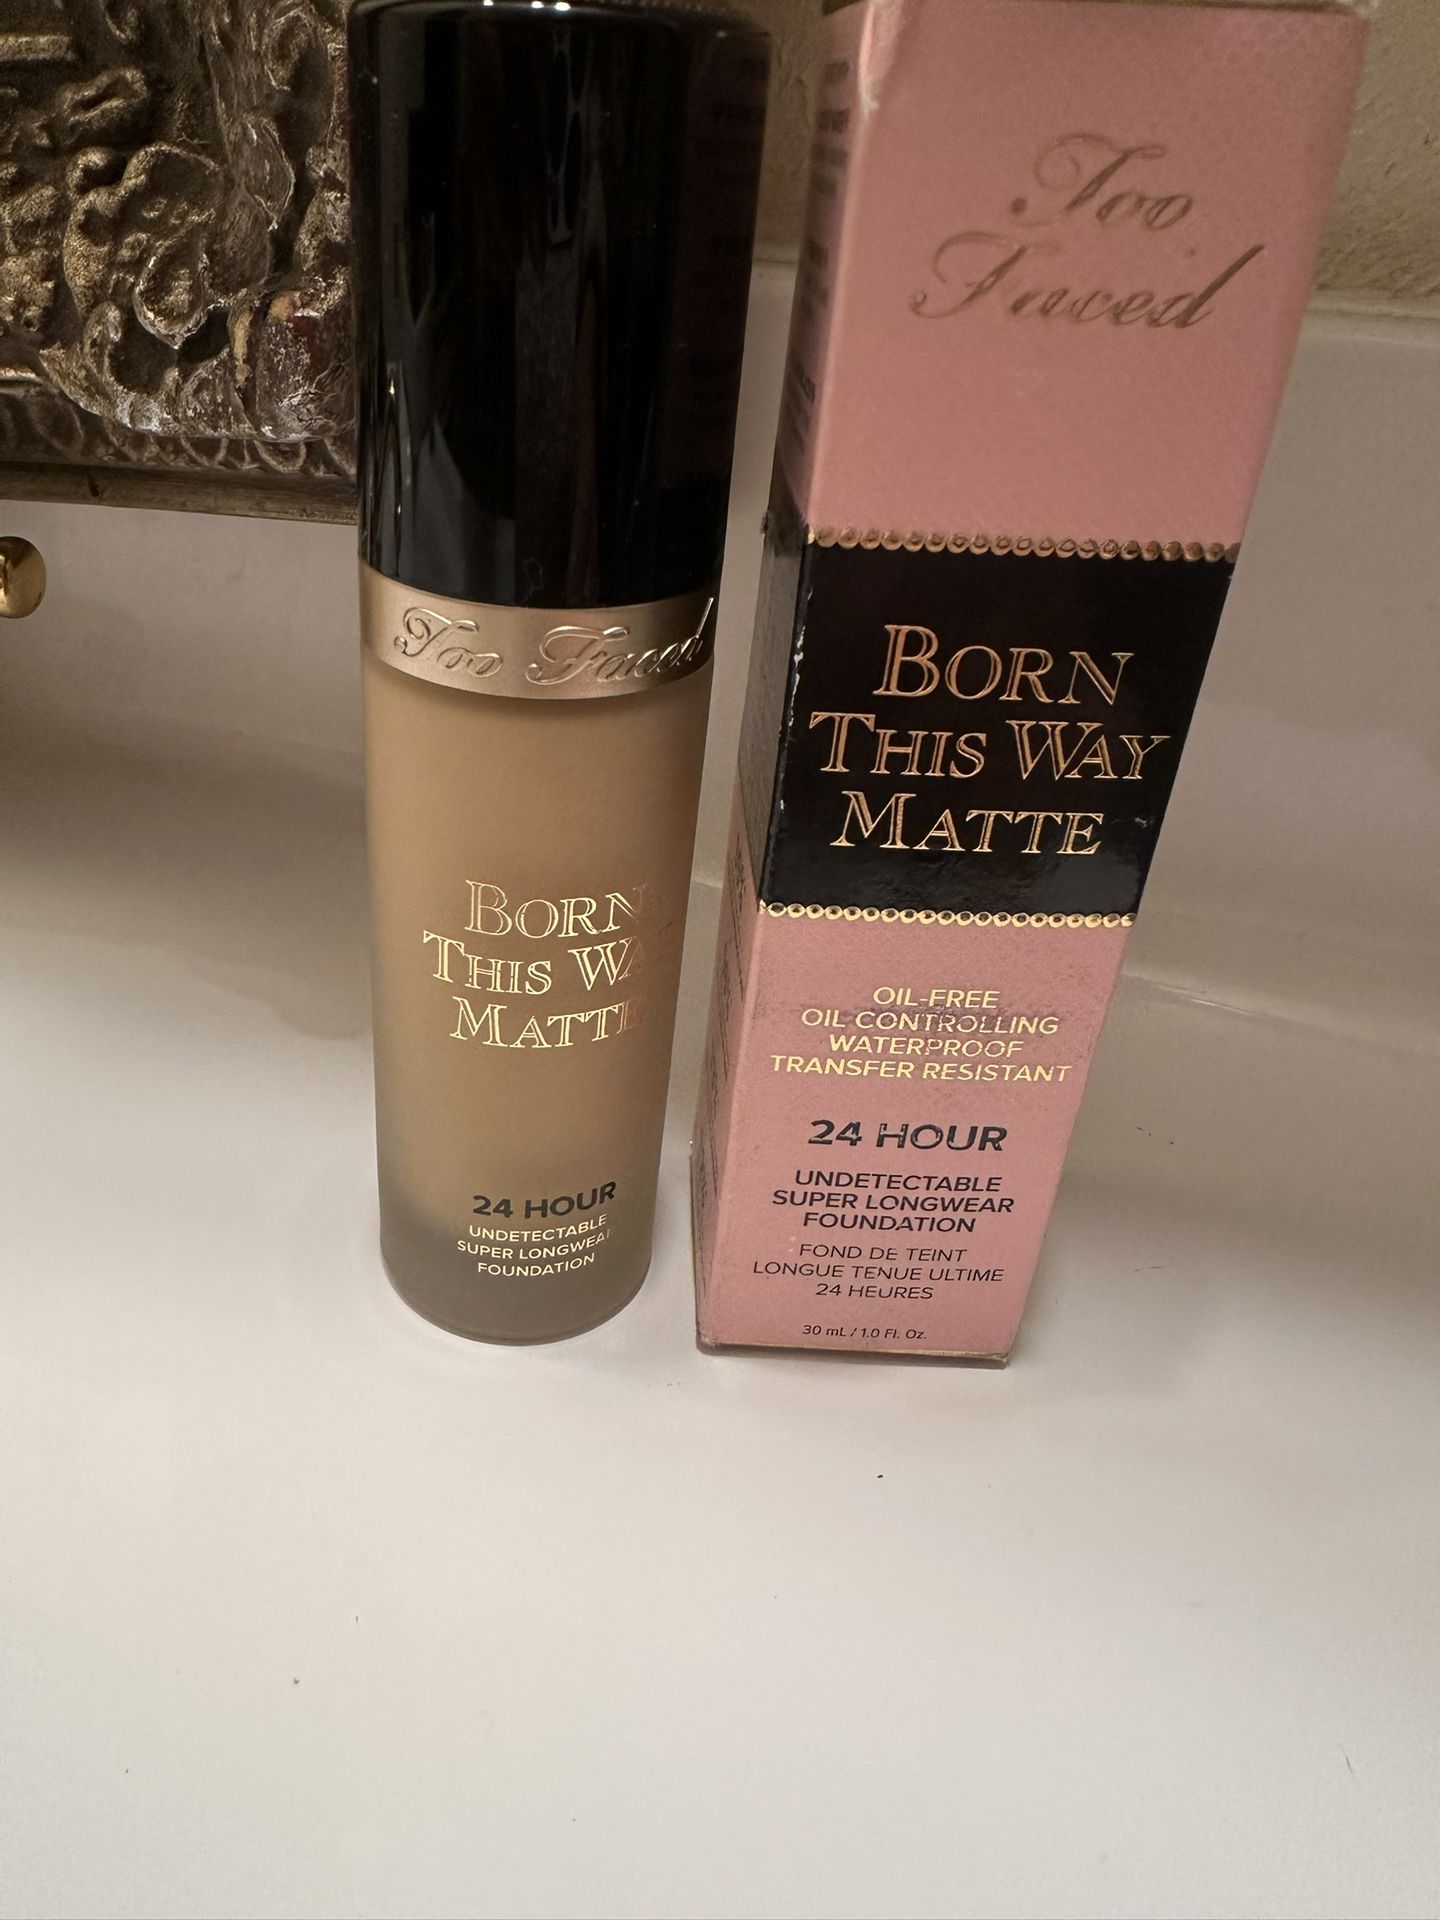 Too Faced
BORN
THIS
MATTE
24 HOUR
UNDETECTABLE
SUPER LONGWEAR
FOUNDATION
Too
Faced
BORN
THIS WAY
MATTE
OIL-FREE
OIL CONTROLLING
WATERPROOF
TRANSFER RESISTANT
24 HOUR
UNDETECTABLE
SUPER LONGWEAR
FOUNDATION
FOND DE TEINT
LONGUE TENUE ULTIME
24 HEURES
30 mL / 1.0 Fl. Oz.